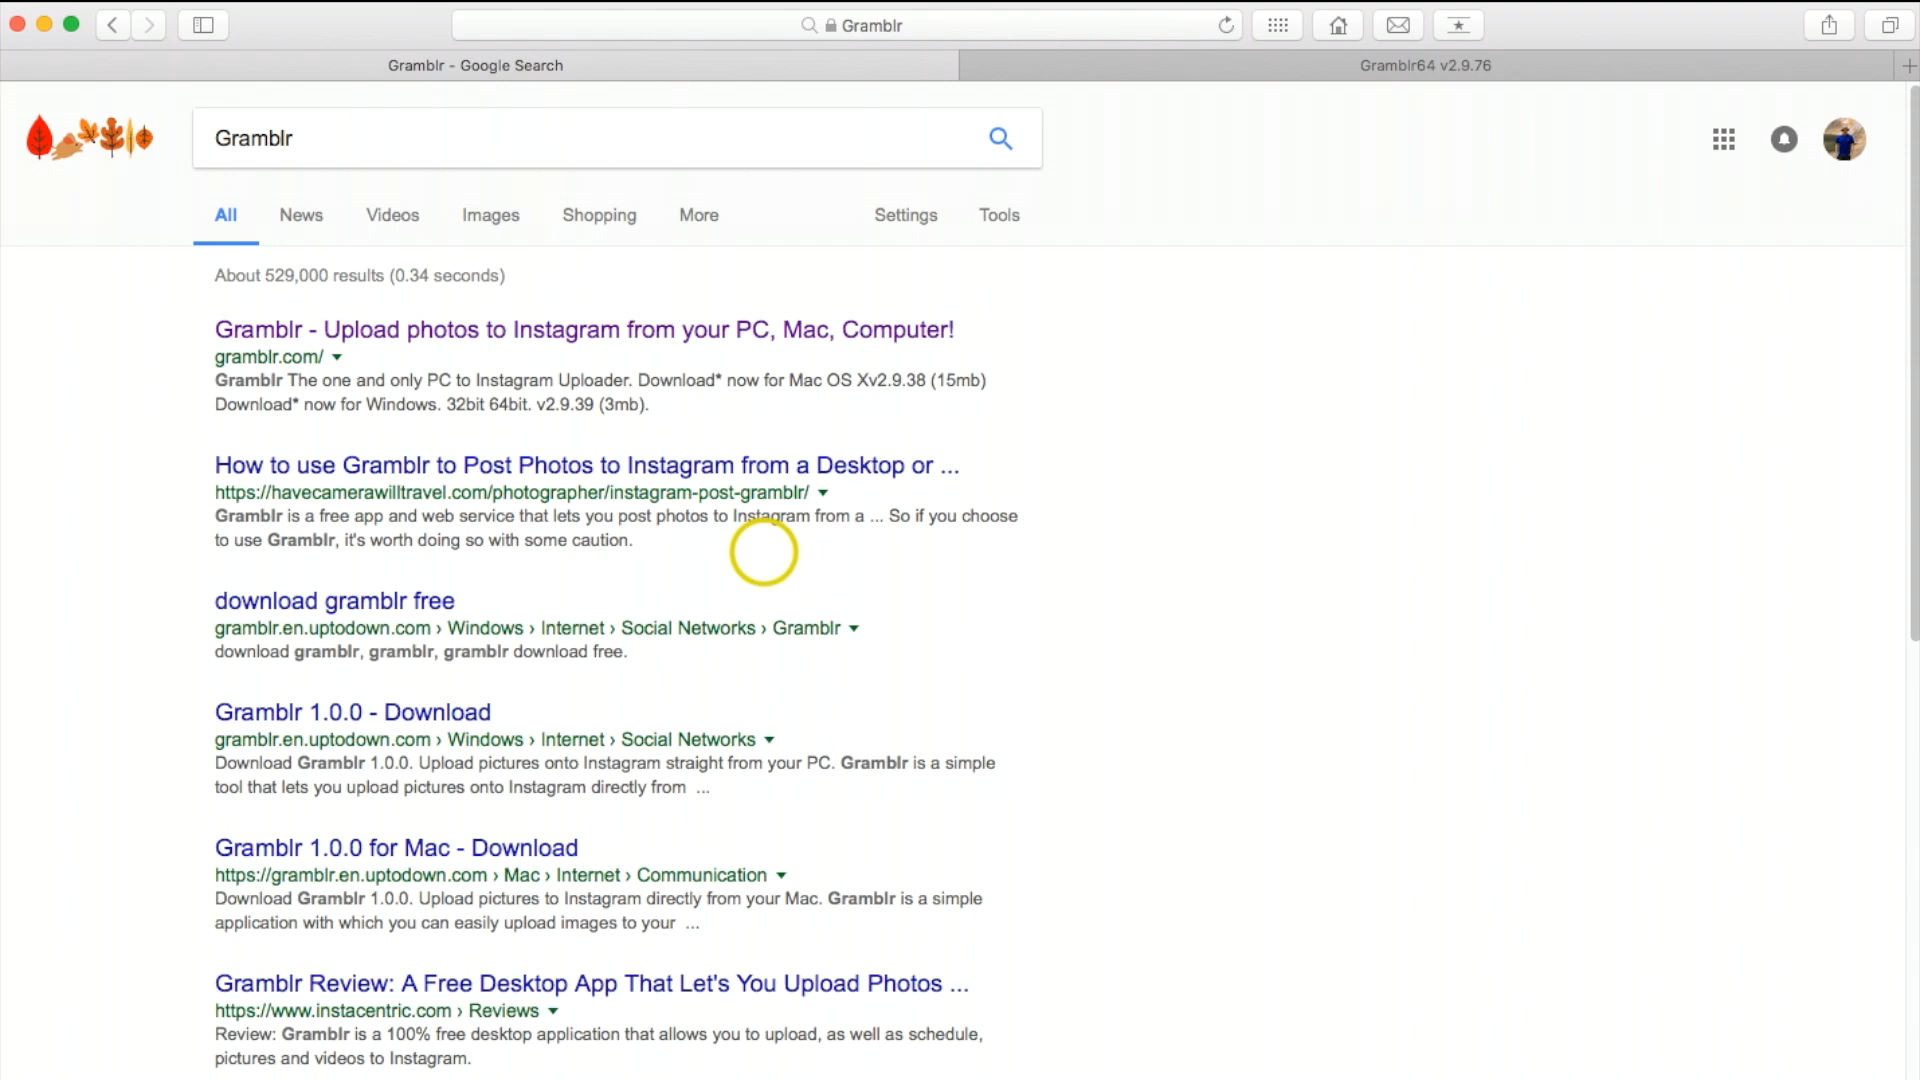 Gramblr
Gramblr - Google Search
Gramblr64 v2.9.76
Gramblr
All News Videos Images Shopping More Settings Tools
About 529,000 results (0.34 seconds)
Gramblr - Upload photos to Instagram from your PC, Mac, Computer!
gramblr.com/
Gramblr The one and only PC to Instagram Uploader. Download* now for Mac OS Xv2.9.38 (15mb)
Download* now for Windows. 32bit 64bit. v2.9.39 (3mb).
How to use Gramblr to Post Photos to Instagram from a Desktop or ...
https://havecamerawilltravel.com/photographer/instagram-post-gramblr/
Gramblr is a free app and web service that lets you post photos to Instagram from a ... So if you choose
to use Gramblr, it's worth doing so with some caution.
download gramblr free
gramblr.en.uptodown.com › Windows › Internet › Social Networks › Gramblr
download gramblr, gramblr, gramblr download free.
Gramblr 1.0.0 - Download
gramblr.en.uptodown.com › Windows › Internet › Social Networks
Download Gramblr 1.0.0. Upload pictures onto Instagram straight from your PC. Gramblr is a simple
tool that lets you upload pictures onto Instagram directly from ...
Gramblr 1.0.0 for Mac - Download
https://gramblr.en.uptodown.com › Mac › Internet › Communication
Download Gramblr 1.0.0. Upload pictures to Instagram directly from your Mac. Gramblr is a simple
application with which you can easily upload images to your ...
Gramblr Review: A Free Desktop App That Let's You Upload Photos ...
https://www.instacentric.com › Reviews
Review: Gramblr is a 100% free desktop application that allows you to upload, as well as schedule,
pictures and videos to Instagram.